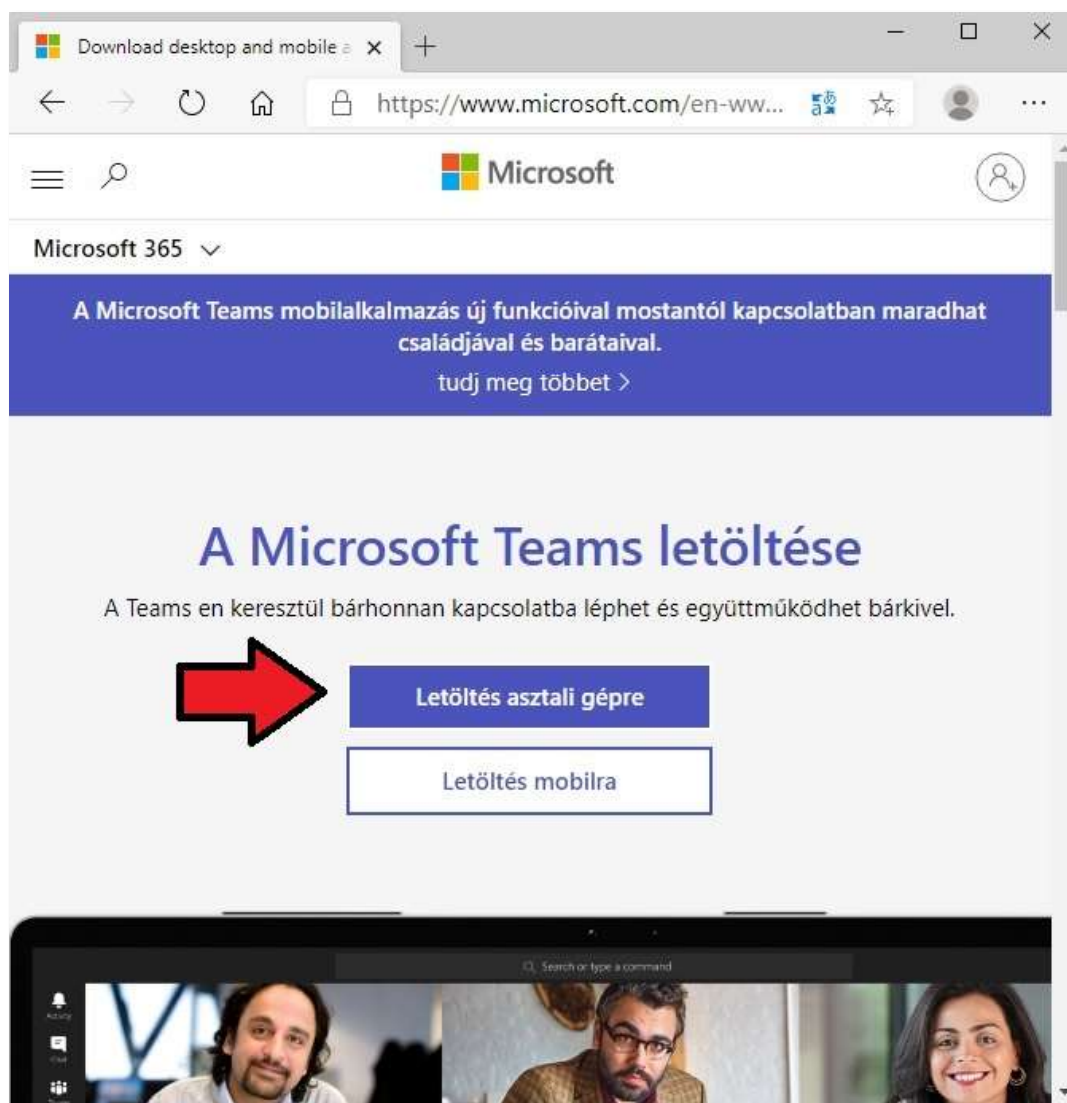 Download desktop and mobile a
https://www.microsoft.com/en-ww...
Microsoft
Microsoft 365
A Microsoft Teams mobilalkalmazás új funkcióival mostantól kapcsolatban maradhat
családjával és barátaival.
tudj meg többet >
A Microsoft Teams letöltése
A Teams en keresztül bárhonnan kapcsolatba léphet és együttműködhet bárkivel.
Letöltés asztali gépre
Letöltés mobilra
Search or type a command
Activity
Chat